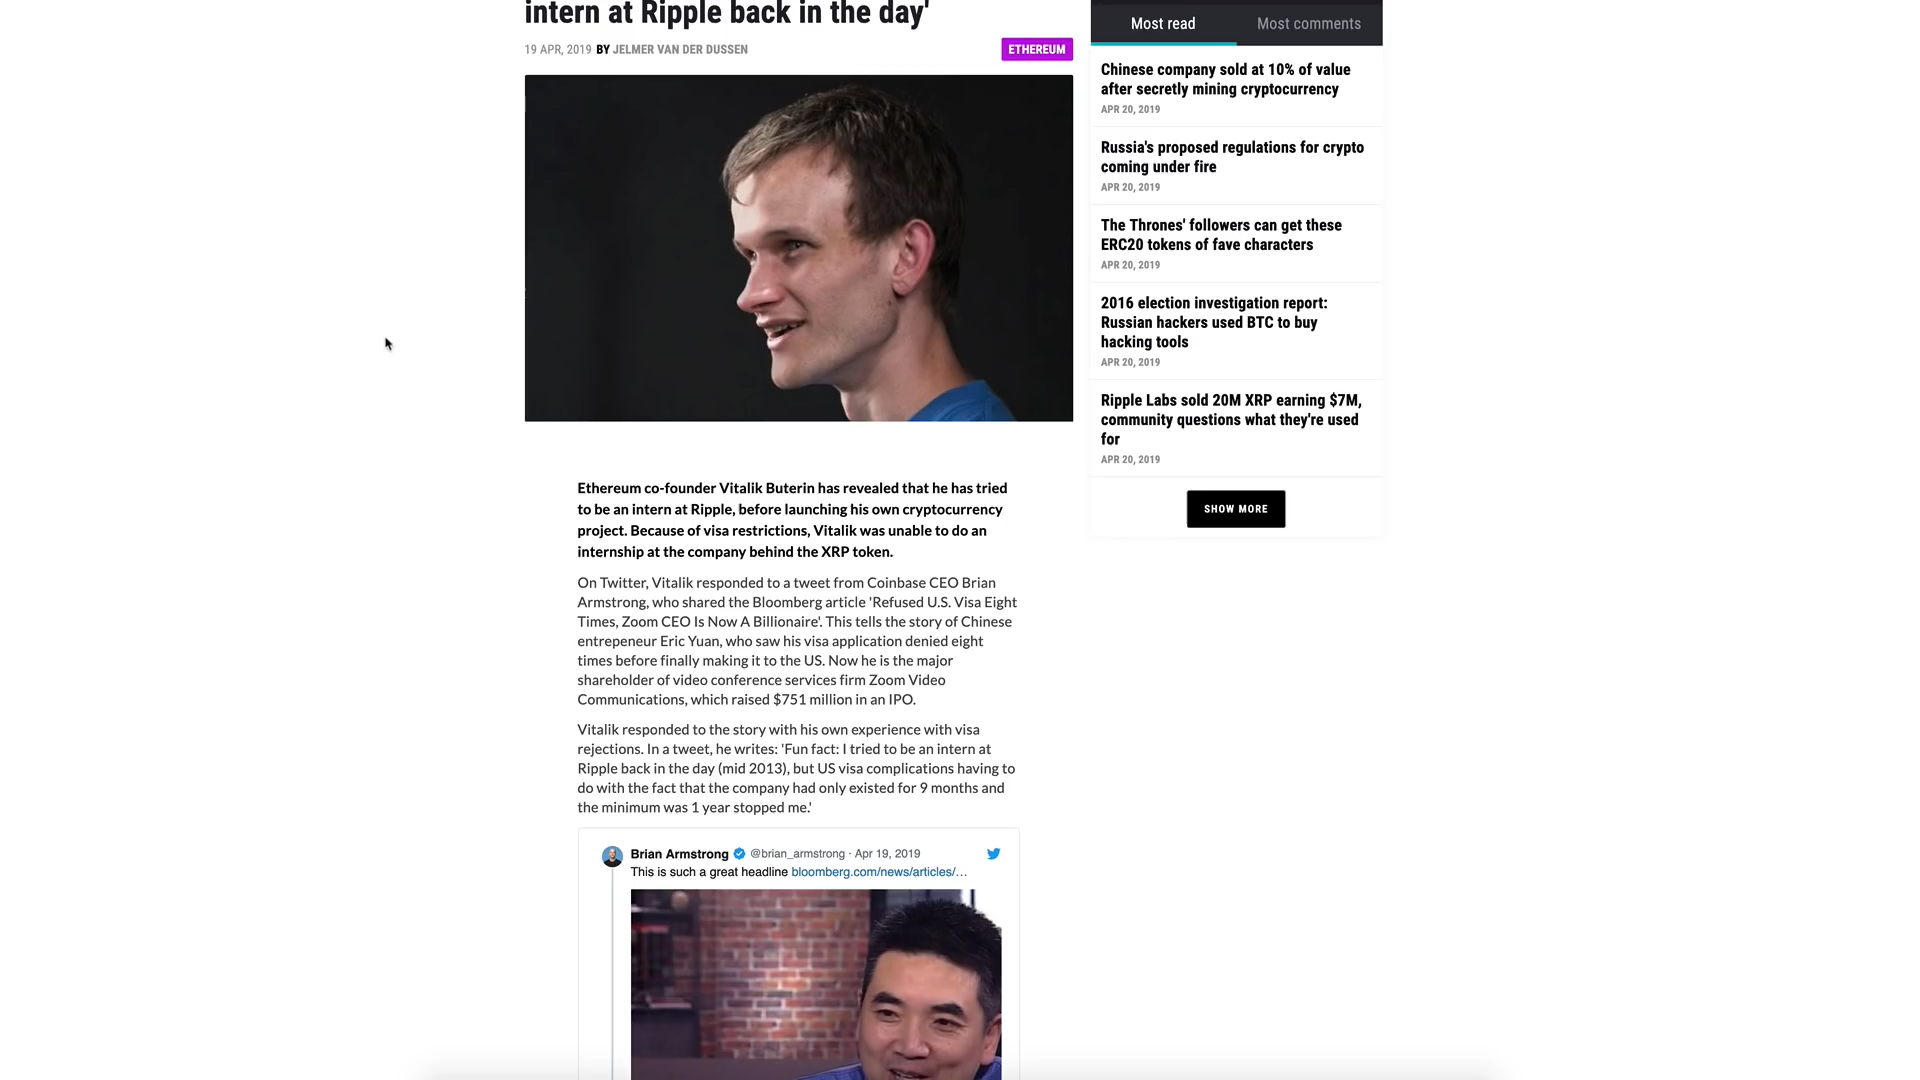 intern at Ripple back in the day'
19 APR, 2019 BY JELMER VAN DER DUSSEN
ETHEREUM
Ethereum co-founder Vitalik Buterin has revealed that he has tried
to be an intern at Ripple, before launching his own cryptocurrency
project. Because of visa restrictions, Vitalik was unable to do an
internship at the company behind the XRP token.
On Twitter, Vitalik responded to a tweet from Coinbase CEO Brian
Armstrong, who shared the Bloomberg article 'Refused U.S. Visa Eight
Times, Zoom CEO Is Now A Billionaire'. This tells the story of Chinese
entrepeneur Eric Yuan, who saw his visa application denied eight
times before finally making it to the US. Now he is the major
shareholder of video conference services firm Zoom Video
Communications, which raised $751 million in an IPO.
Vitalik responded to the story with his own experience with visa
rejections. In a tweet, he writes: 'Fun fact: I tried to be an intern at
Ripple back in the day (mid 2013), but US visa complications having to
do with the fact that the company had only existed for 9 months and
the minimum was 1 year stopped me.'
Brian Armstrong @brian_armstrong · Apr 19, 2019
This is such a great headline bloomberg.com/news/articles/…
Most read
Most comments
Chinese company sold at 10% of value
after secretly mining cryptocurrency
APR 20, 2019
Russia's proposed regulations for crypto
coming under fire
APR 20, 2019
The Thrones' followers can get these
ERC20 tokens of fave characters
APR 20, 2019
2016 election investigation report:
Russian hackers used BTC to buy
hacking tools
APR 20, 2019
Ripple Labs sold 20M XRP earning $7M,
community questions what they're used
for
APR 20, 2019
SHOW MORE